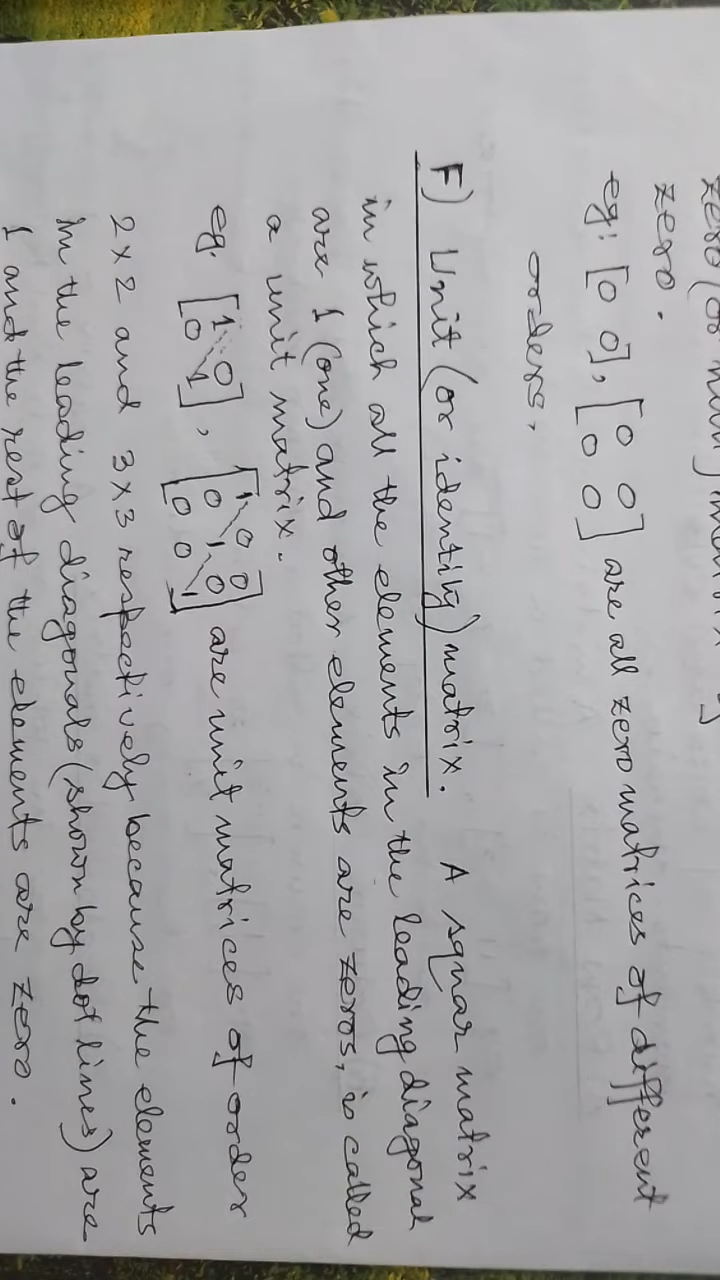 zero.
eg: [0 0], [0 0
0 0] are all zero matrices of different
orders.
F) Unit (or identity) matrix. A squar matrix
in which all the elements in the leading diagonal
are 1 (one) and other elements are zeros, is called
a unit matrix.
eg. [1 0
0 1], [1 0 0
0 1 0
0 0 1] are unit matrices of order
2 x 2 and 3 x 3 respectively because the elements
in the leading diagonals (shown by dot lines) are
1 and the rest of the elements are zero.